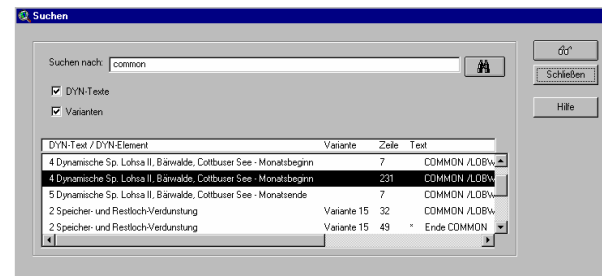 Suchen
Suchen nach: common
Schließen
DYN-Texte
Varianten
Hilfe
DYN-Text / DYN-Element Variante Zeile Text
4 Dynamische Sp. Lohsa II, Bärwalde, Cottbuser See - Monatsbeginn 7 COMMON /LOBW
4 Dynamische Sp. Lohsa II, Bärwalde, Cottbuser See - Monatsbeginn 231 COMMON /LOBW
5 Dynamische Sp. Lohsa II, Bärwalde, Cottbuser See - Monatsende 7 COMMON /LOBW
2 Speicher- und Restloch-Verdunstung Variante 15 32 COMMON /LOBW
2 Speicher- und Restloch-Verdunstung Variante 15 49 * Ende COMMON